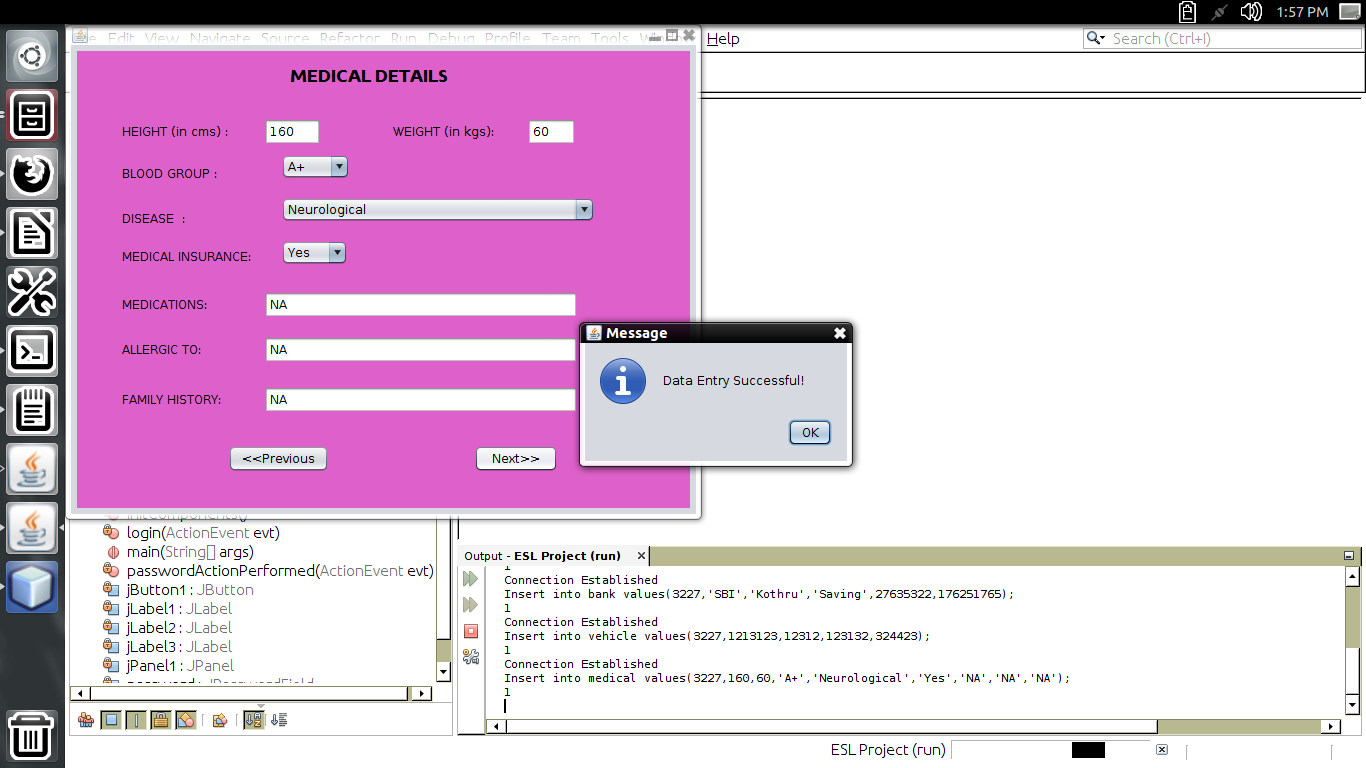 1:57 PM
Edit View Navigate Source Refactor Run Debug Profile Team Tools
Help
Search (Ctrl+I)
MEDICAL DETAILS
HEIGHT (in cms) : 160 WEIGHT (in kgs): 60
BLOOD GROUP : A+
DISEASE : Neurological
MEDICAL INSURANCE: Yes
MEDICATIONS: NA
ALLERGIC TO: NA
FAMILY HISTORY: NA
<<Previous Next>>
Message
Data Entry Successful!
OK
initComponents()
login(ActionEvent evt)
main(String[] args)
passwordActionPerformed(ActionEvent evt)
jButton1 : JButton
jLabel1 : JLabel
jLabel2 : JLabel
jLabel3 : JLabel
jPanel1 : JPanel
password : JPasswordField
Output - ESL Project (run)
1
Connection Established
Insert into bank values(3227,'SBI','Kothru','Saving',27635322,176251765);
1
Connection Established
Insert into vehicle values(3227,1213123,12312,123132,324423);
1
Connection Established
Insert into medical values(3227,160,60,'A+','Neurological','Yes','NA','NA','NA');
1
ESL Project (run)